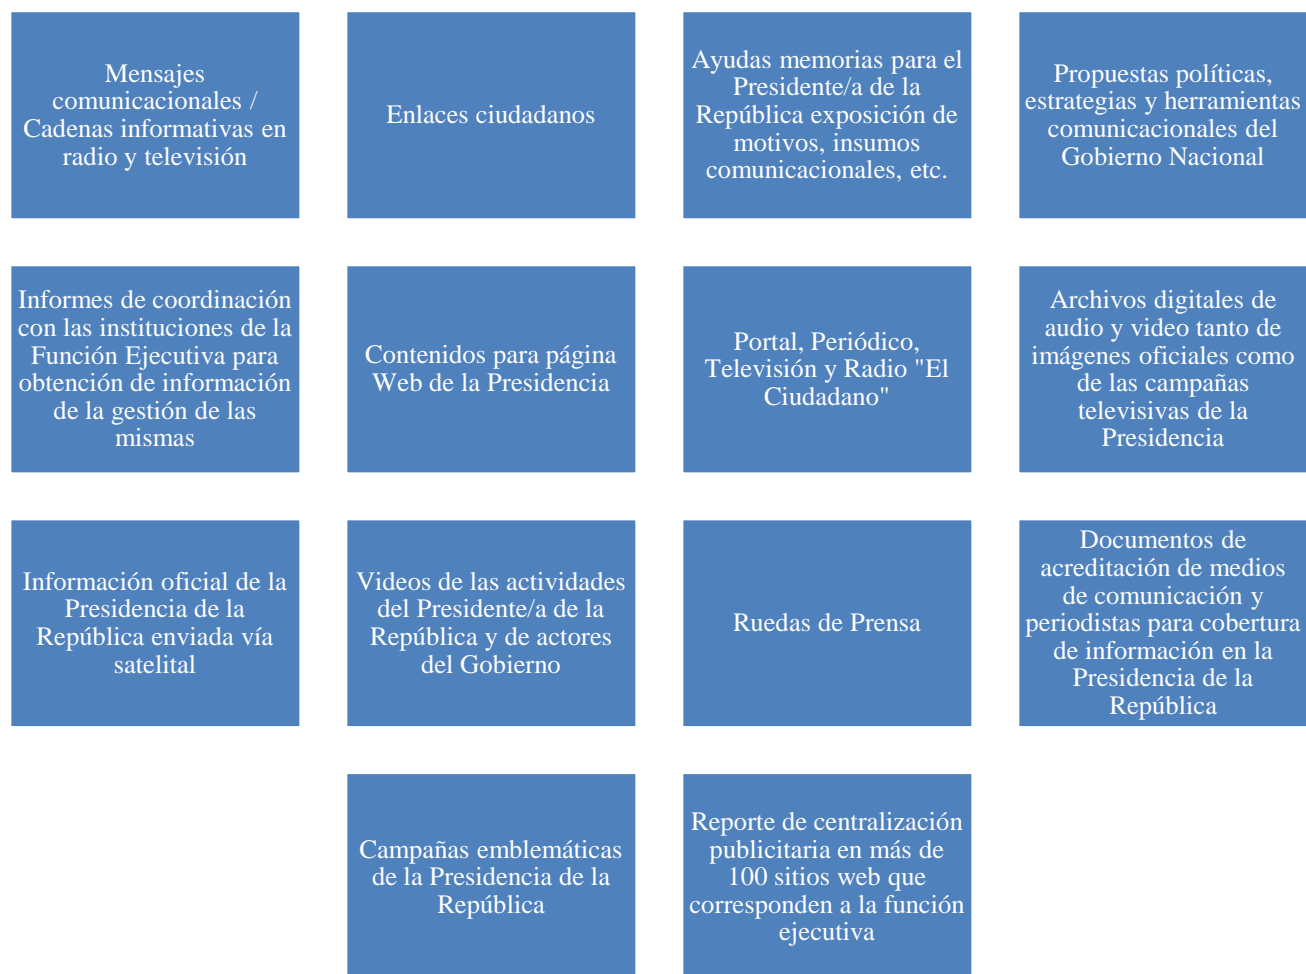 Mensajes
comunicacionales /
Cadenas informativas en
radio y televisión
Enlaces ciudadanos
Ayudas memorias para el
Presidente/a de la
República exposición de
motivos, insumos
comunicacionales, etc.
Propuestas políticas,
estrategias y herramientas
comunicacionales del
Gobierno Nacional
Informes de coordinación
con las instituciones de la
Función Ejecutiva para
obtención de información
de la gestión de las
mismas
Contenidos para página
Web de la Presidencia
Portal, Periódico,
Televisión y Radio "El
Ciudadano"
Archivos digitales de
audio y video tanto de
imágenes oficiales como
de las campañas
televisivas de la
Presidencia
Información oficial de la
Presidencia de la
República enviada vía
satelital
Videos de las actividades
del Presidente/a de la
República y de actores
del Gobierno
Ruedas de Prensa
Documentos de
acreditación de medios
de comunicación y
periodistas para cobertura
de información en la
Presidencia de la
República
Campañas emblemáticas
de la Presidencia de la
República
Reporte de centralización
publicitaria en más de
100 sitios web que
corresponden a la función
ejecutiva